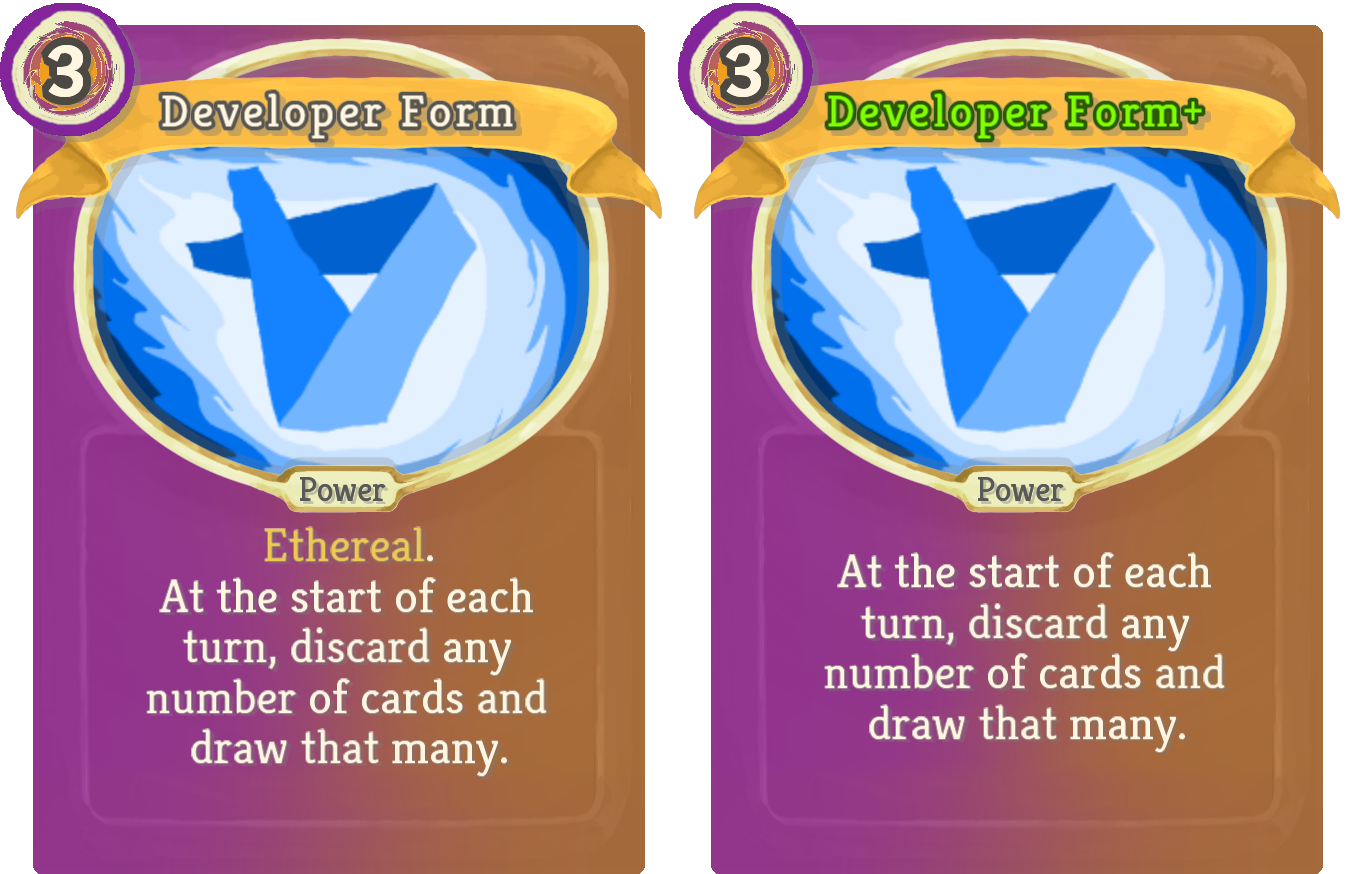 3
Developer Form
Power
Ethereal.
At the start of each
turn, discard any
number of cards and
draw that many.
3
Developer Form+
Power
At the start of each
turn, discard any
number of cards and
draw that many.